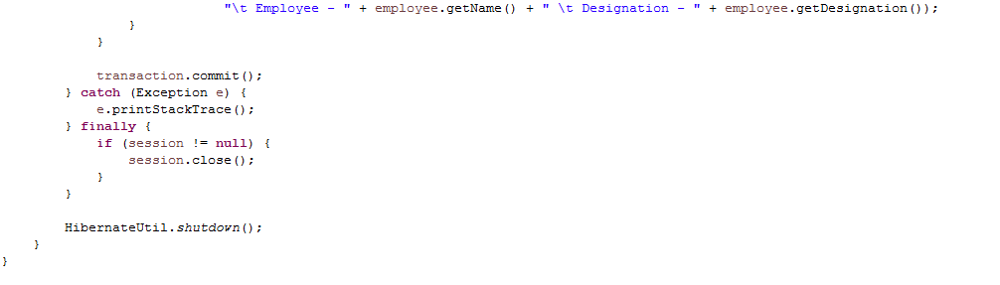 "\t Employee - " + employee.getName() + " \t Designation - " + employee.getDesignation());
}
}
transaction.commit();
} catch (Exception e) {
e.printStackTrace();
} finally {
if (session != null) {
session.close();
}
}
HibernateUtil.shutdown();
}
}